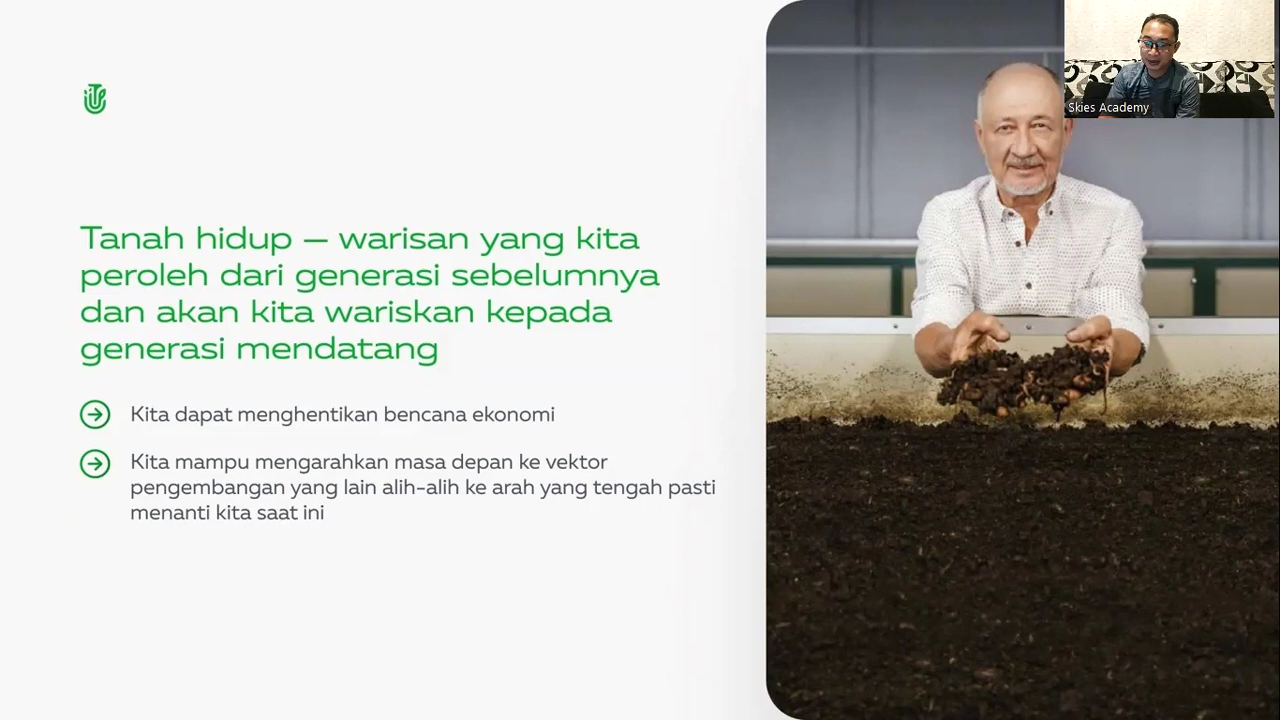 Tanah hidup — warisan yang kita
peroleh dari generasi sebelumnya
dan akan kita wariskan kepada
generasi mendatang
Kita dapat menghentikan bencana ekonomi
Kita mampu mengarahkan masa depan ke vektor
pengembangan yang lain alih-alih ke arah yang tengah pasti
menanti kita saat ini
Skies Academy